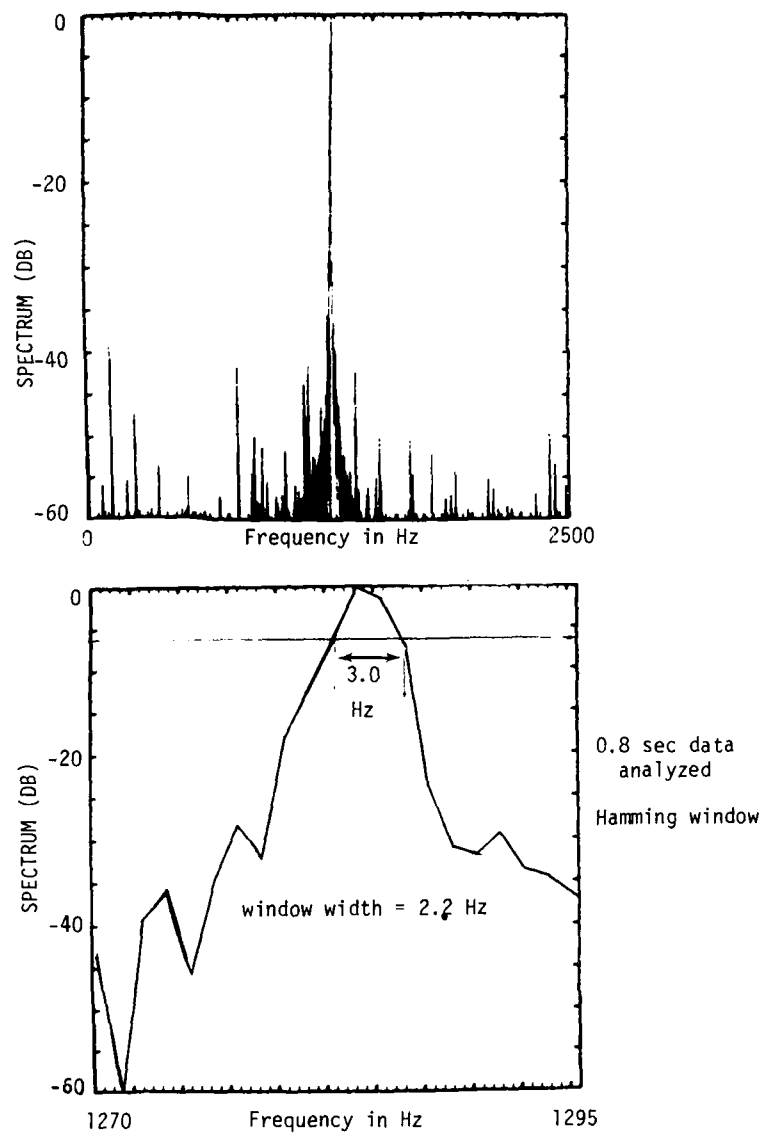 0
-20
-40
-60
SPECTRUM (DB)
0
Frequency in Hz
2500
0
-20
-40
-60
SPECTRUM (DB)
3.0
Hz
window width = 2.2 Hz
0.8 sec data
analyzed
Hamming window
1270
Frequency in Hz
1295